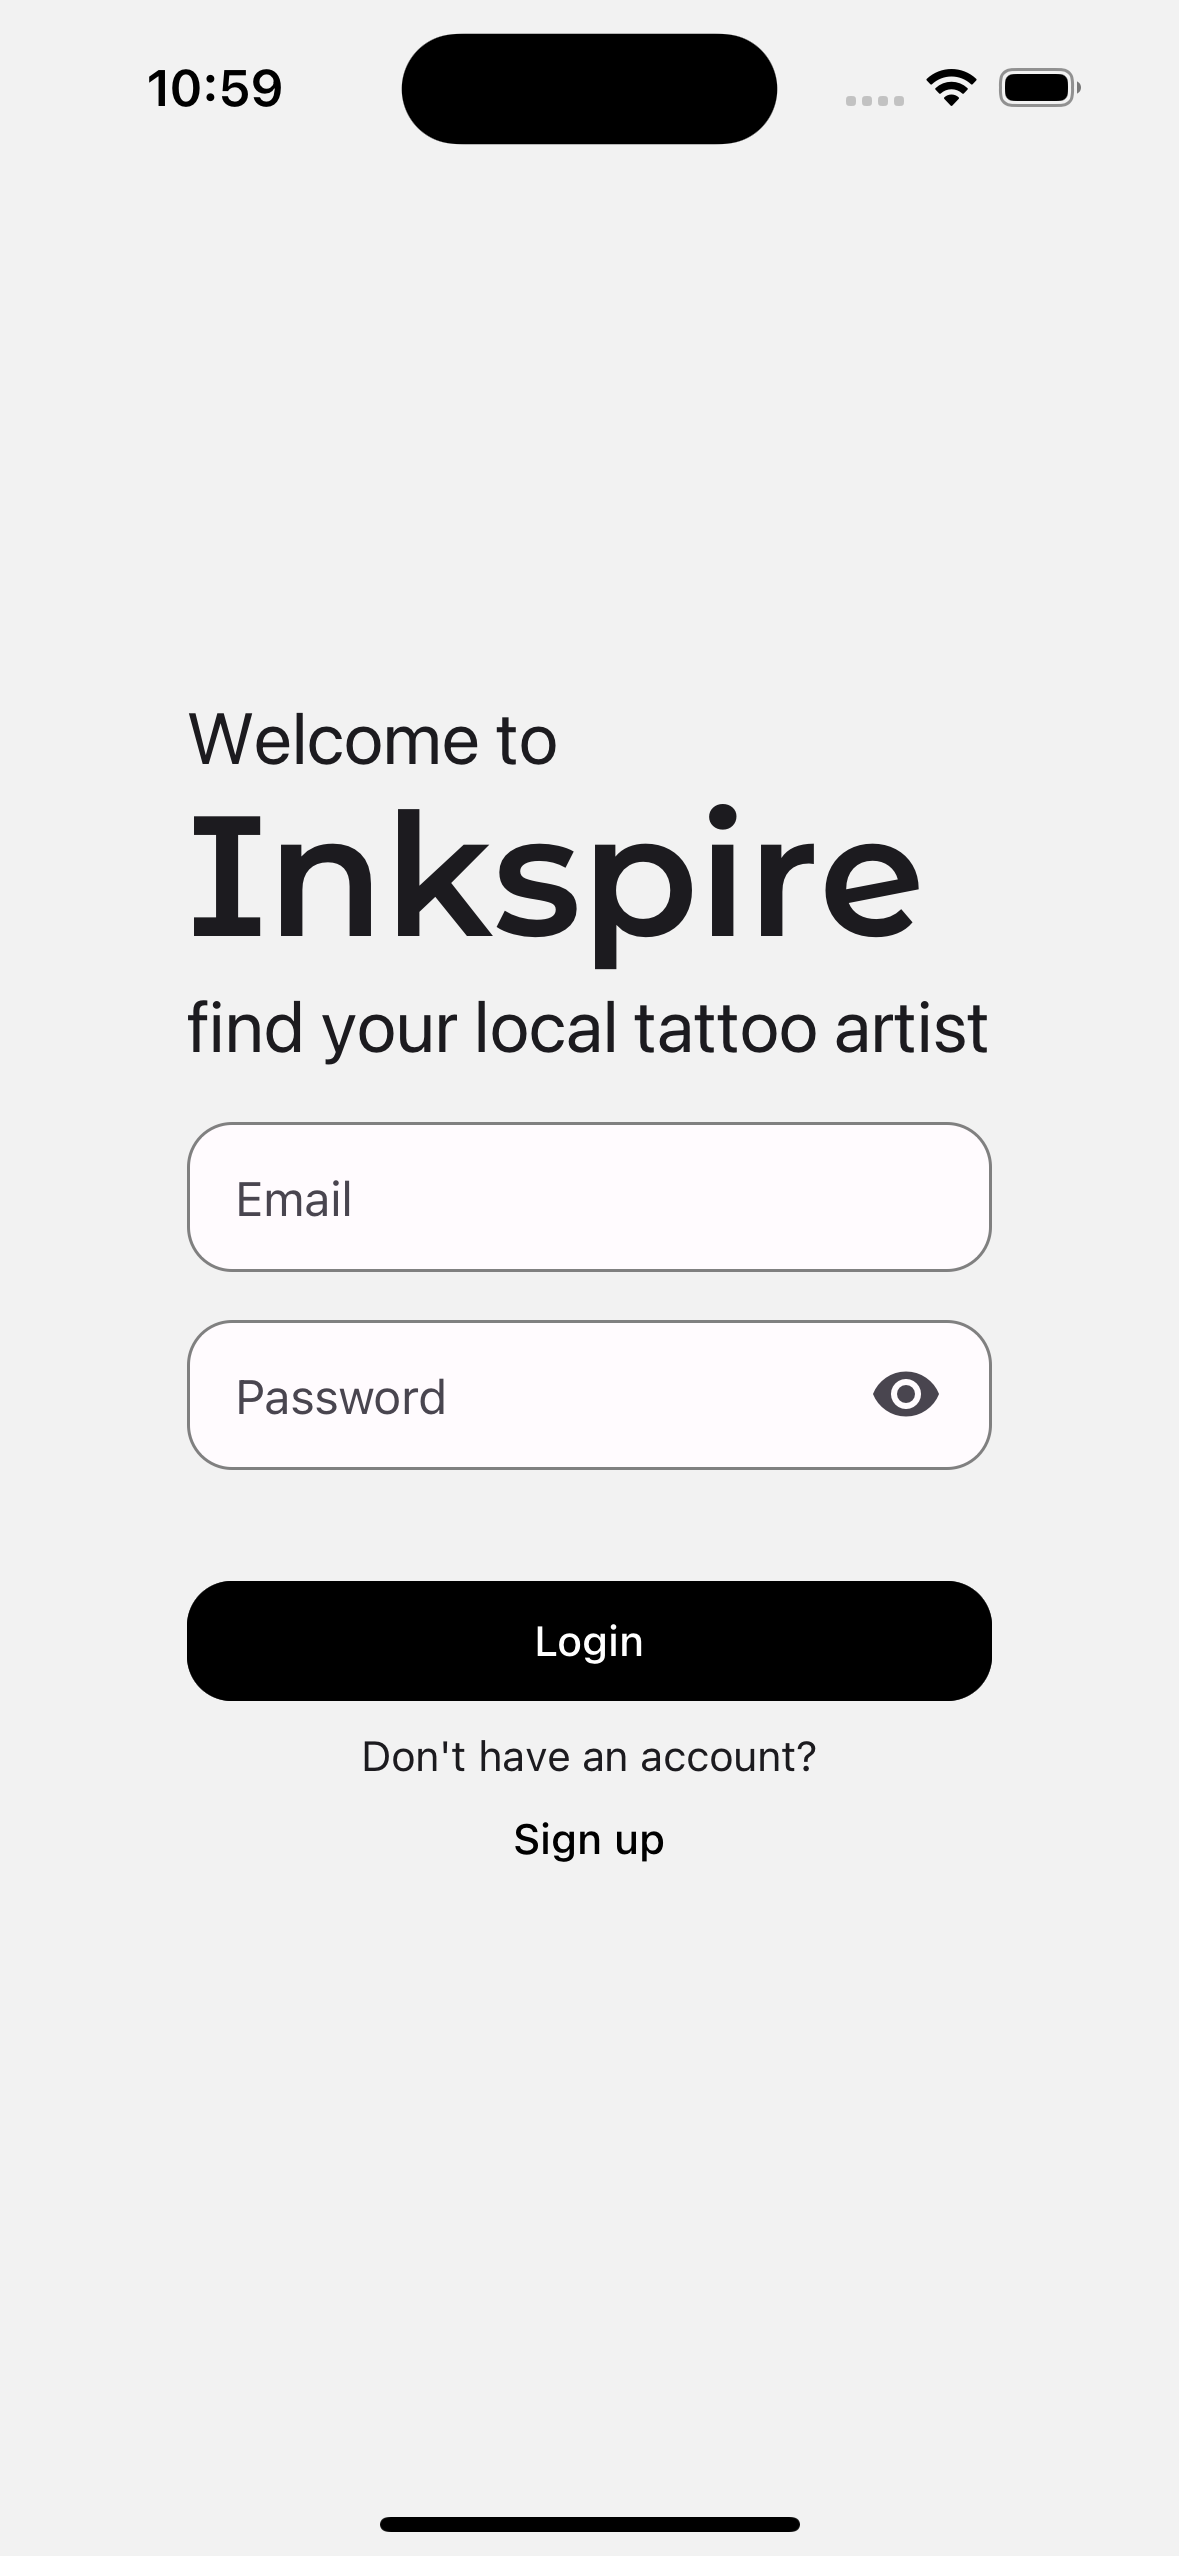 10:59
Welcome to
Inkspire
find your local tattoo artist
Email
Password
Login
Don't have an account?
Sign up